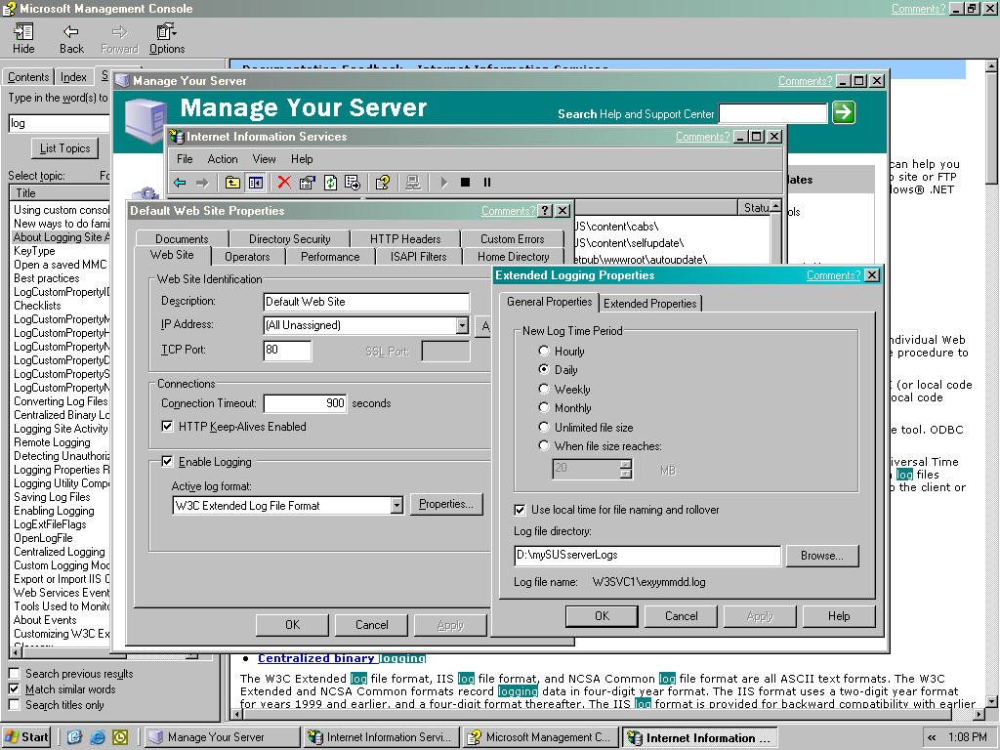 Microsoft Management Console
Comments?
Hide
Back
Forward
Options
Contents
Index
Type in the word(s) to
log
List Topics
Select topic:
Title
Using custom consol
New ways to do fami
About Logging Site A
KeyType
Open a saved MMC
Best practices
LogCustomPropertyID
Checklists
LogCustomPropertyM
LogCustomPropertyH
LogCustomPropertyN
LogCustomPropertyD
LogCustomPropertyS
LogCustomPropertyN
Converting Log Files
Centralized Binary Lo
Logging Site Activity
Remote Logging
Detecting Unauthoriz
Logging Properties R
Logging Utility Compo
Saving Log Files
Enabling Logging
LogExtFileFlags
OpenLogFile
Centralized Logging
Custom Logging Mod
Export or Import IIS C
Web Services Event
Tools Used to Monito
About Events
Customizing W3C Ex
Search previous results
Match similar words
Search titles only
Documentation Feedback - Internet Information Services
can help you
site or FTP
dows® .NET
ndividual Web
e procedure to
(or local code
ocal code
e tool. ODBC
iversal Time
log files
o the client or
Centralized binary logging
The W3C Extended log file format, IIS log file format, and NCSA Common log file format are all ASCII text formats. The W3C
Extended and NCSA Common formats record logging data in four-digit year format. The IIS format uses a two-digit year format
for years 1999 and earlier, and a four-digit format thereafter. The IIS log format is provided for backward compatibility with earlier
Manage Your Server
Comments?
Manage Your Server
Search Help and Support Center
lates
ols
Internet Information Services
Comments?
File Action View Help
Statu
US\content\cabs\
US\content\selfupdate\
etpub\wwwroot\autoupdate\
Default Web Site Properties
Comments?
Documents
Directory Security
HTTP Headers
Custom Errors
Web Site
Operators
Performance
ISAPI Filters
Home Directory
Web Site Identification
Description: Default Web Site
IP Address: (All Unassigned)
TCP Port: 80
SSL Port:
Connections
Connection Timeout: 900 seconds
HTTP Keep-Alives Enabled
Enable Logging
Active log format:
W3C Extended Log File Format
Properties...
OK
Cancel
Apply
Extended Logging Properties
Comments?
General Properties
Extended Properties
New Log Time Period
Hourly
Daily
Weekly
Monthly
Unlimited file size
When file size reaches:
20 MB
Use local time for file naming and rollover
Log file directory:
D:\mySUSserverLogs
Browse...
Log file name: W3SVC1\exyymmdd.log
OK
Cancel
Apply
Help
Start
Manage Your Server
Internet Information Servi...
Microsoft Management C...
Internet Information ...
« 1:08 PM